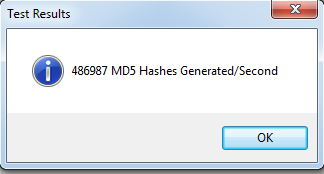 Test Results
486987 MD5 Hashes Generated/Second
OK